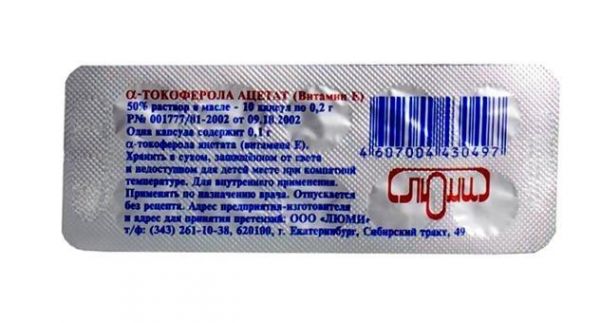 α-ТОКОФЕРОЛА АЦЕТАТ (Витамин Е)
50% раствор в масле - 10 капсул по 0,2 г
Р№ 001777/01-2002 от 09.10.2002
Одна капсула содержит 0,1 г
α-токоферола ацетата (витамина Е).
Хранить в сухом, защищённом от света
и недоступном для детей месте при комнатной
температуре. Для внутреннего применения.
Применять по назначению врача. Отпускается
без рецепта. Адрес предприятия-изготовителя
и адрес для принятия претензий: ООО "ЛЮМИ"
т/ф: (343) 261-10-38, 620100, г. Екатеринбург, Сибирский тракт, 49
4 607004 430497
люми